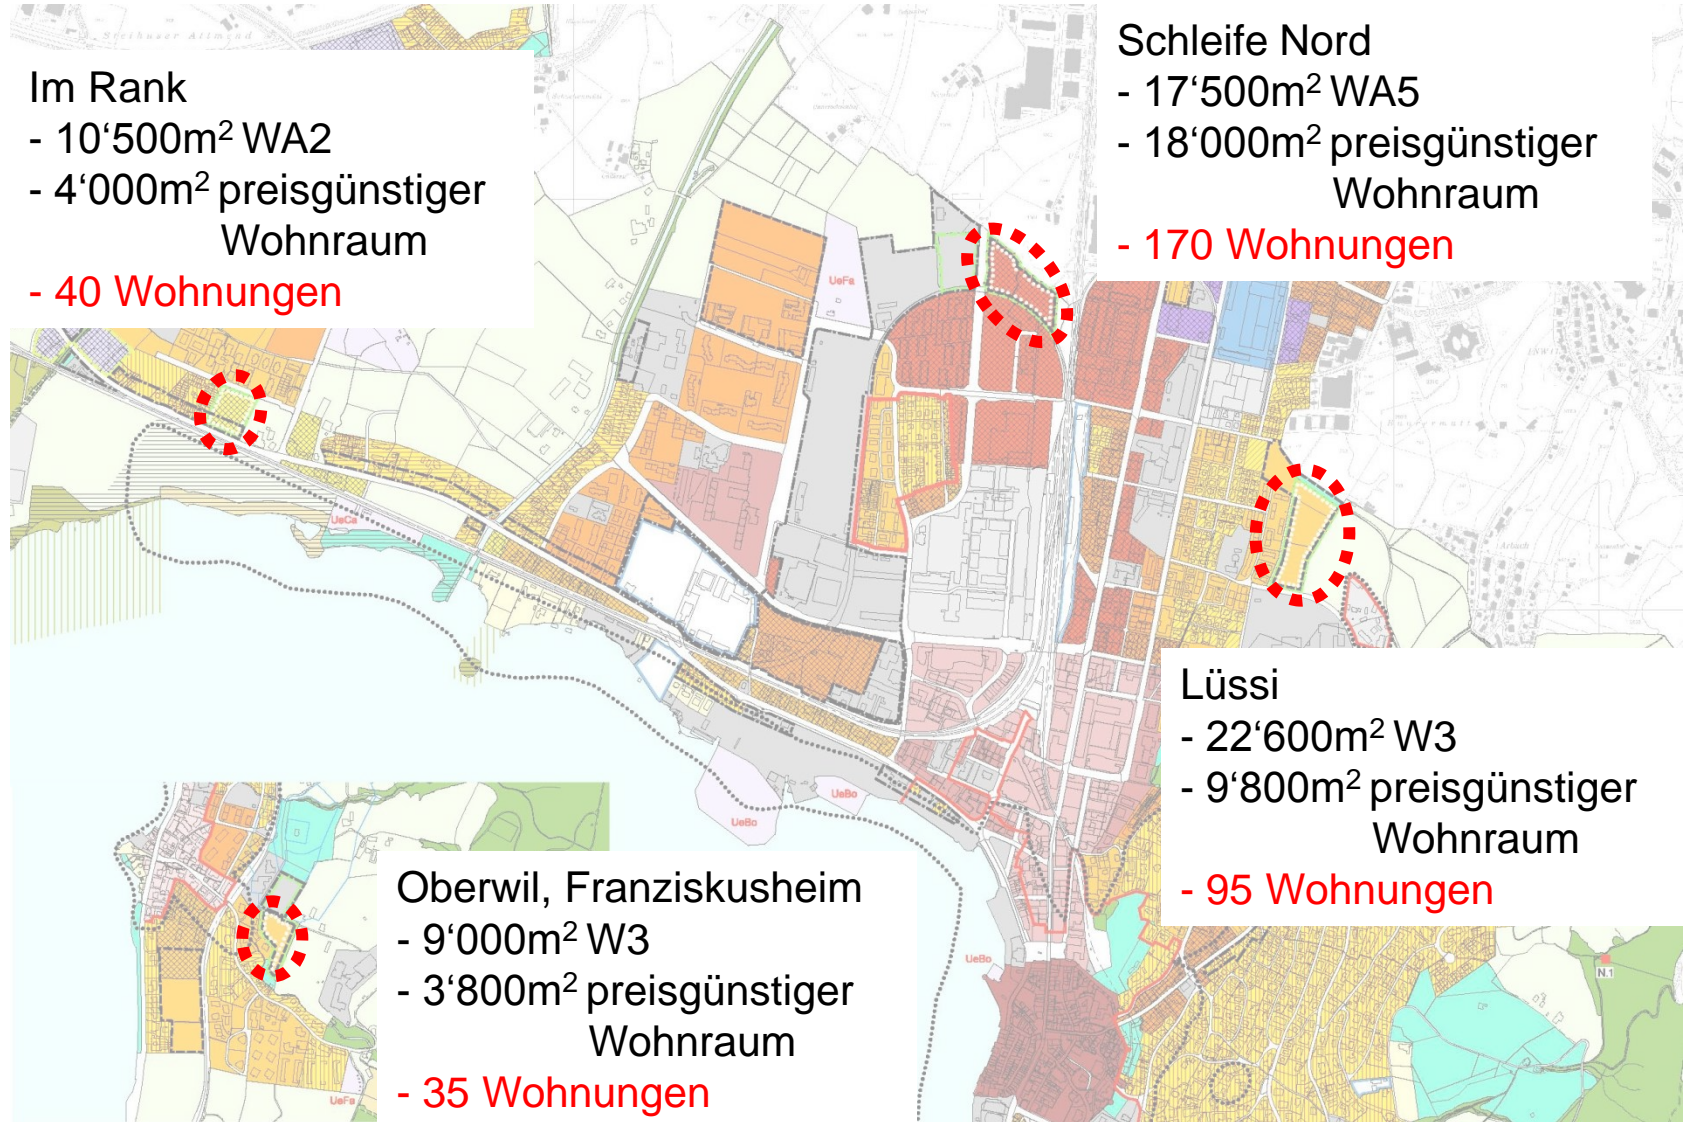 Im Rank
- 10‘500m² WA2
- 4‘000m² preisgünstiger
Wohnraum
- 40 Wohnungen
Schleife Nord
- 17‘500m² WA5
- 18‘000m² preisgünstiger
Wohnraum
- 170 Wohnungen
UeFa
UeCa
UeBo
UeBo
Lüssi
- 22‘600m² W3
- 9‘800m² preisgünstiger
Wohnraum
- 95 Wohnungen
Oberwil, Franziskusheim
- 9‘000m² W3
- 3‘800m² preisgünstiger
Wohnraum
- 35 Wohnungen
UeBo
N.1
UeFa